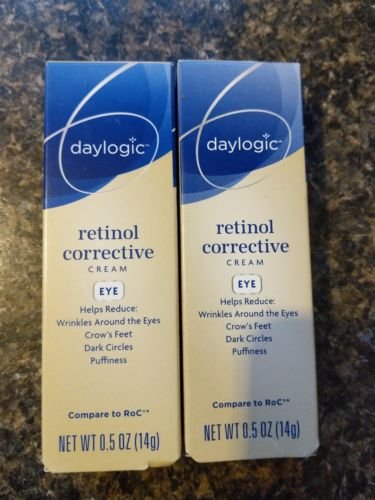 daylogic™
retinol
corrective
CREAM
EYE
Helps Reduce:
Wrinkles Around the Eyes
Crow's Feet
Dark Circles
Puffiness
Compare to RoC®*
NET WT 0.5 OZ (14g)
daylogic™
retinol
corrective
CREAM
EYE
Helps Reduce:
Wrinkles Around the Eyes
Crow's Feet
Dark Circles
Puffiness
Compare to RoC®*
NET WT 0.5 OZ (14g)